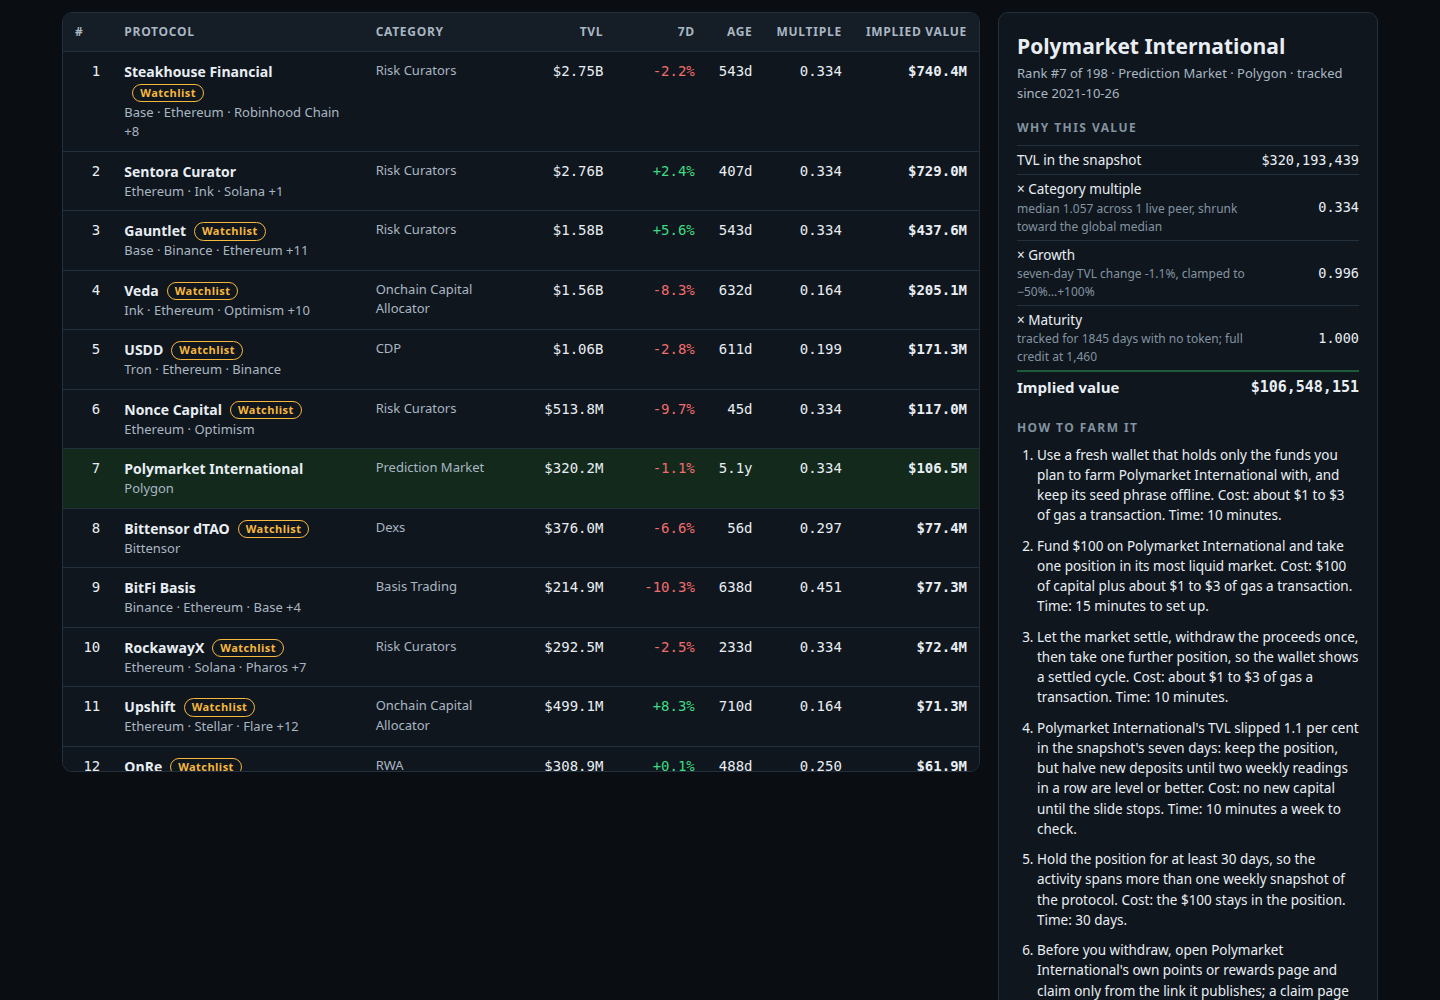 # PROTOCOL CATEGORY TVL 7D AGE MULTIPLE IMPLIED VALUE
1 Steakhouse Financial Risk Curators $2.75B -2.2% 543d 0.334 $740.4M
Watchlist
Base · Ethereum · Robinhood Chain
+8
2 Sentora Curator Risk Curators $2.76B +2.4% 407d 0.334 $729.0M
Ethereum · Ink · Solana +1
3 Gauntlet Watchlist Risk Curators $1.58B +5.6% 543d 0.334 $437.6M
Base · Binance · Ethereum +11
4 Veda Watchlist Onchain Capital $1.56B -8.3% 632d 0.164 $205.1M
Ink · Ethereum · Optimism +10 Allocator
5 USDD Watchlist CDP $1.06B -2.8% 611d 0.199 $171.3M
Tron · Ethereum · Binance
6 Nonce Capital Watchlist Risk Curators $513.8M -9.7% 45d 0.334 $117.0M
Ethereum · Optimism
7 Polymarket International Prediction Market $320.2M -1.1% 5.1y 0.334 $106.5M
Polygon
8 Bittensor dTAO Watchlist Dexs $376.0M -6.6% 56d 0.297 $77.4M
Bittensor
9 BitFi Basis Basis Trading $214.9M -10.3% 638d 0.451 $77.3M
Binance · Ethereum · Base +4
10 RockawayX Watchlist Risk Curators $292.5M -2.5% 233d 0.334 $72.4M
Ethereum · Solana · Pharos +7
11 Upshift Watchlist Onchain Capital $499.1M +8.3% 710d 0.164 $71.3M
Ethereum · Stellar · Flare +12 Allocator
12 OnRe Watchlist RWA $308.9M +0.1% 488d 0.250 $61.9M
Polymarket International
Rank #7 of 198 · Prediction Market · Polygon · tracked
since 2021-10-26
WHY THIS VALUE
TVL in the snapshot $320,193,439
× Category multiple
median 1.057 across 1 live peer, shrunk 0.334
toward the global median
× Growth
seven-day TVL change -1.1%, clamped to 0.996
−50%...+100%
× Maturity
tracked for 1845 days with no token; full 1.000
credit at 1,460
Implied value $106,548,151
HOW TO FARM IT
1. Use a fresh wallet that holds only the funds you
plan to farm Polymarket International with, and
keep its seed phrase offline. Cost: about $1 to $3
of gas a transaction. Time: 10 minutes.
2. Fund $100 on Polymarket International and take
one position in its most liquid market. Cost: $100
of capital plus about $1 to $3 of gas a transaction.
Time: 15 minutes to set up.
3. Let the market settle, withdraw the proceeds once,
then take one further position, so the wallet shows
a settled cycle. Cost: about $1 to $3 of gas a
transaction. Time: 10 minutes.
4. Polymarket International's TVL slipped 1.1 per cent
in the snapshot's seven days: keep the position,
but halve new deposits until two weekly readings
in a row are level or better. Cost: no new capital
until the slide stops. Time: 10 minutes a week to
check.
5. Hold the position for at least 30 days, so the
activity spans more than one weekly snapshot of
the protocol. Cost: the $100 stays in the position.
Time: 30 days.
6. Before you withdraw, open Polymarket
International's own points or rewards page and
claim only from the link it publishes; a claim page